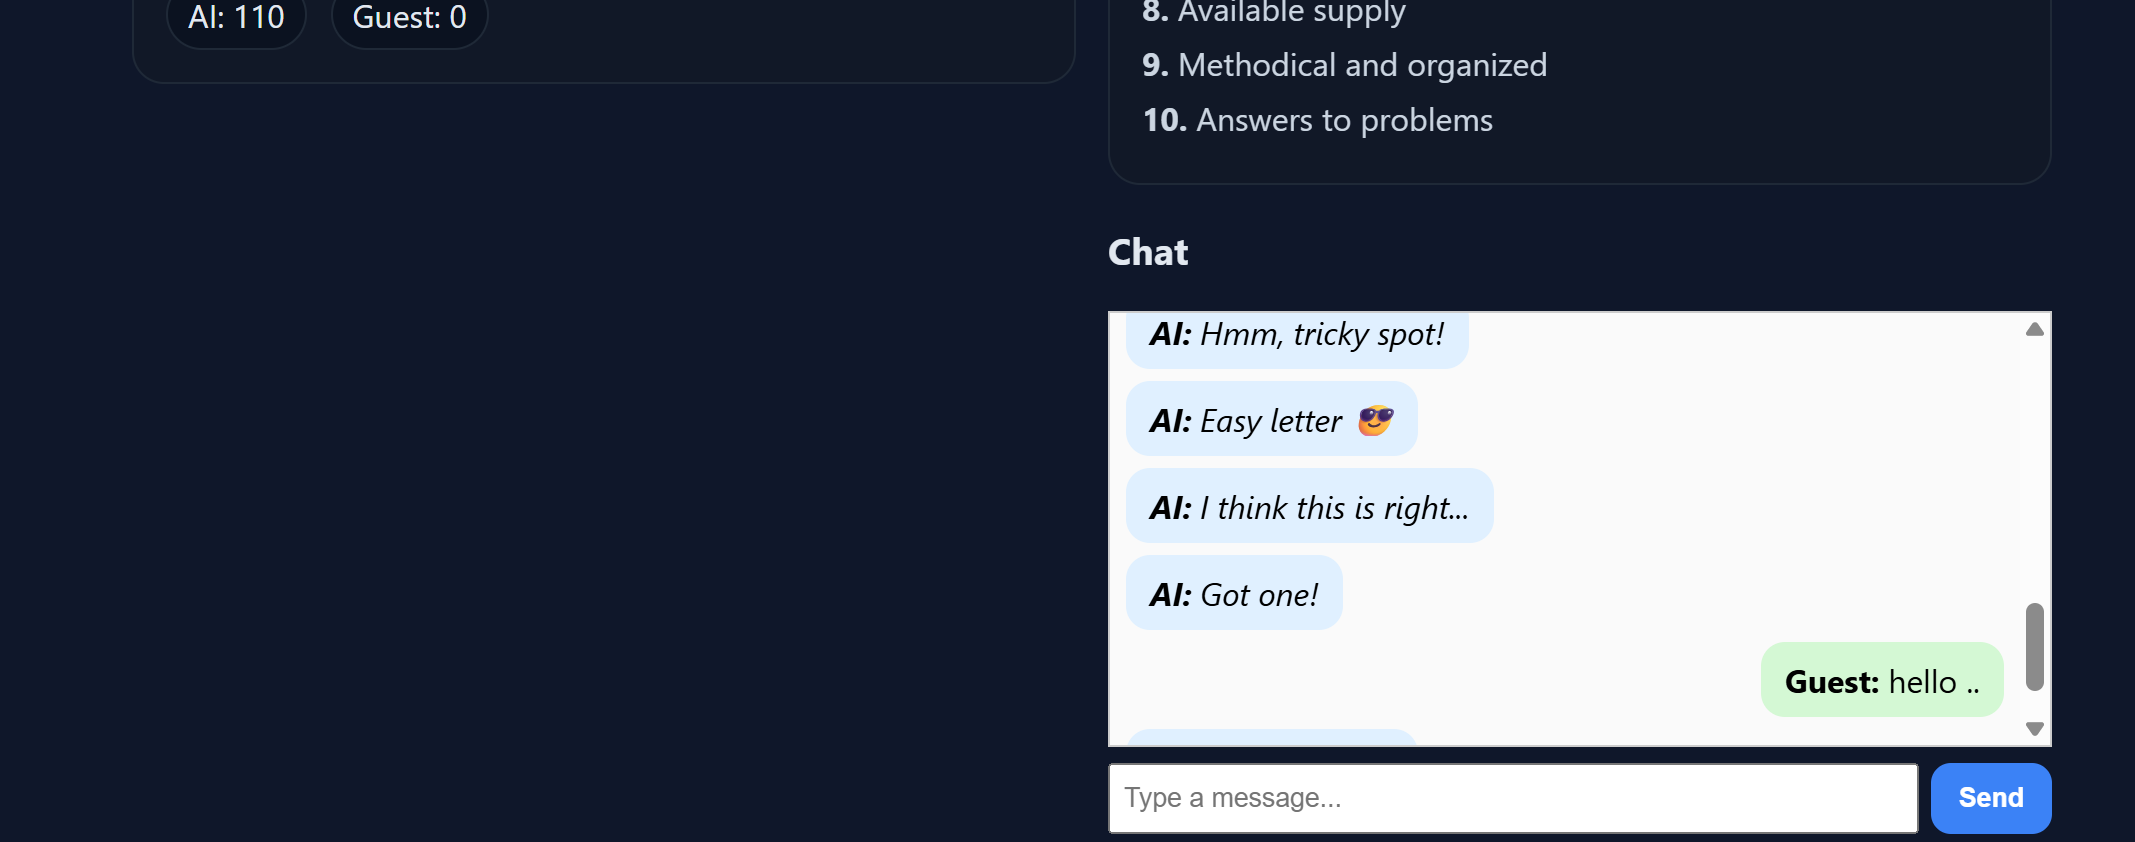 AI: 110
Guest: 0
8. Available supply
9. Methodical and organized
10. Answers to problems
Chat
AI: Hmm, tricky spot!
AI: Easy letter 😎
AI: I think this is right...
AI: Got one!
Guest: hello ..
Type a message...
Send